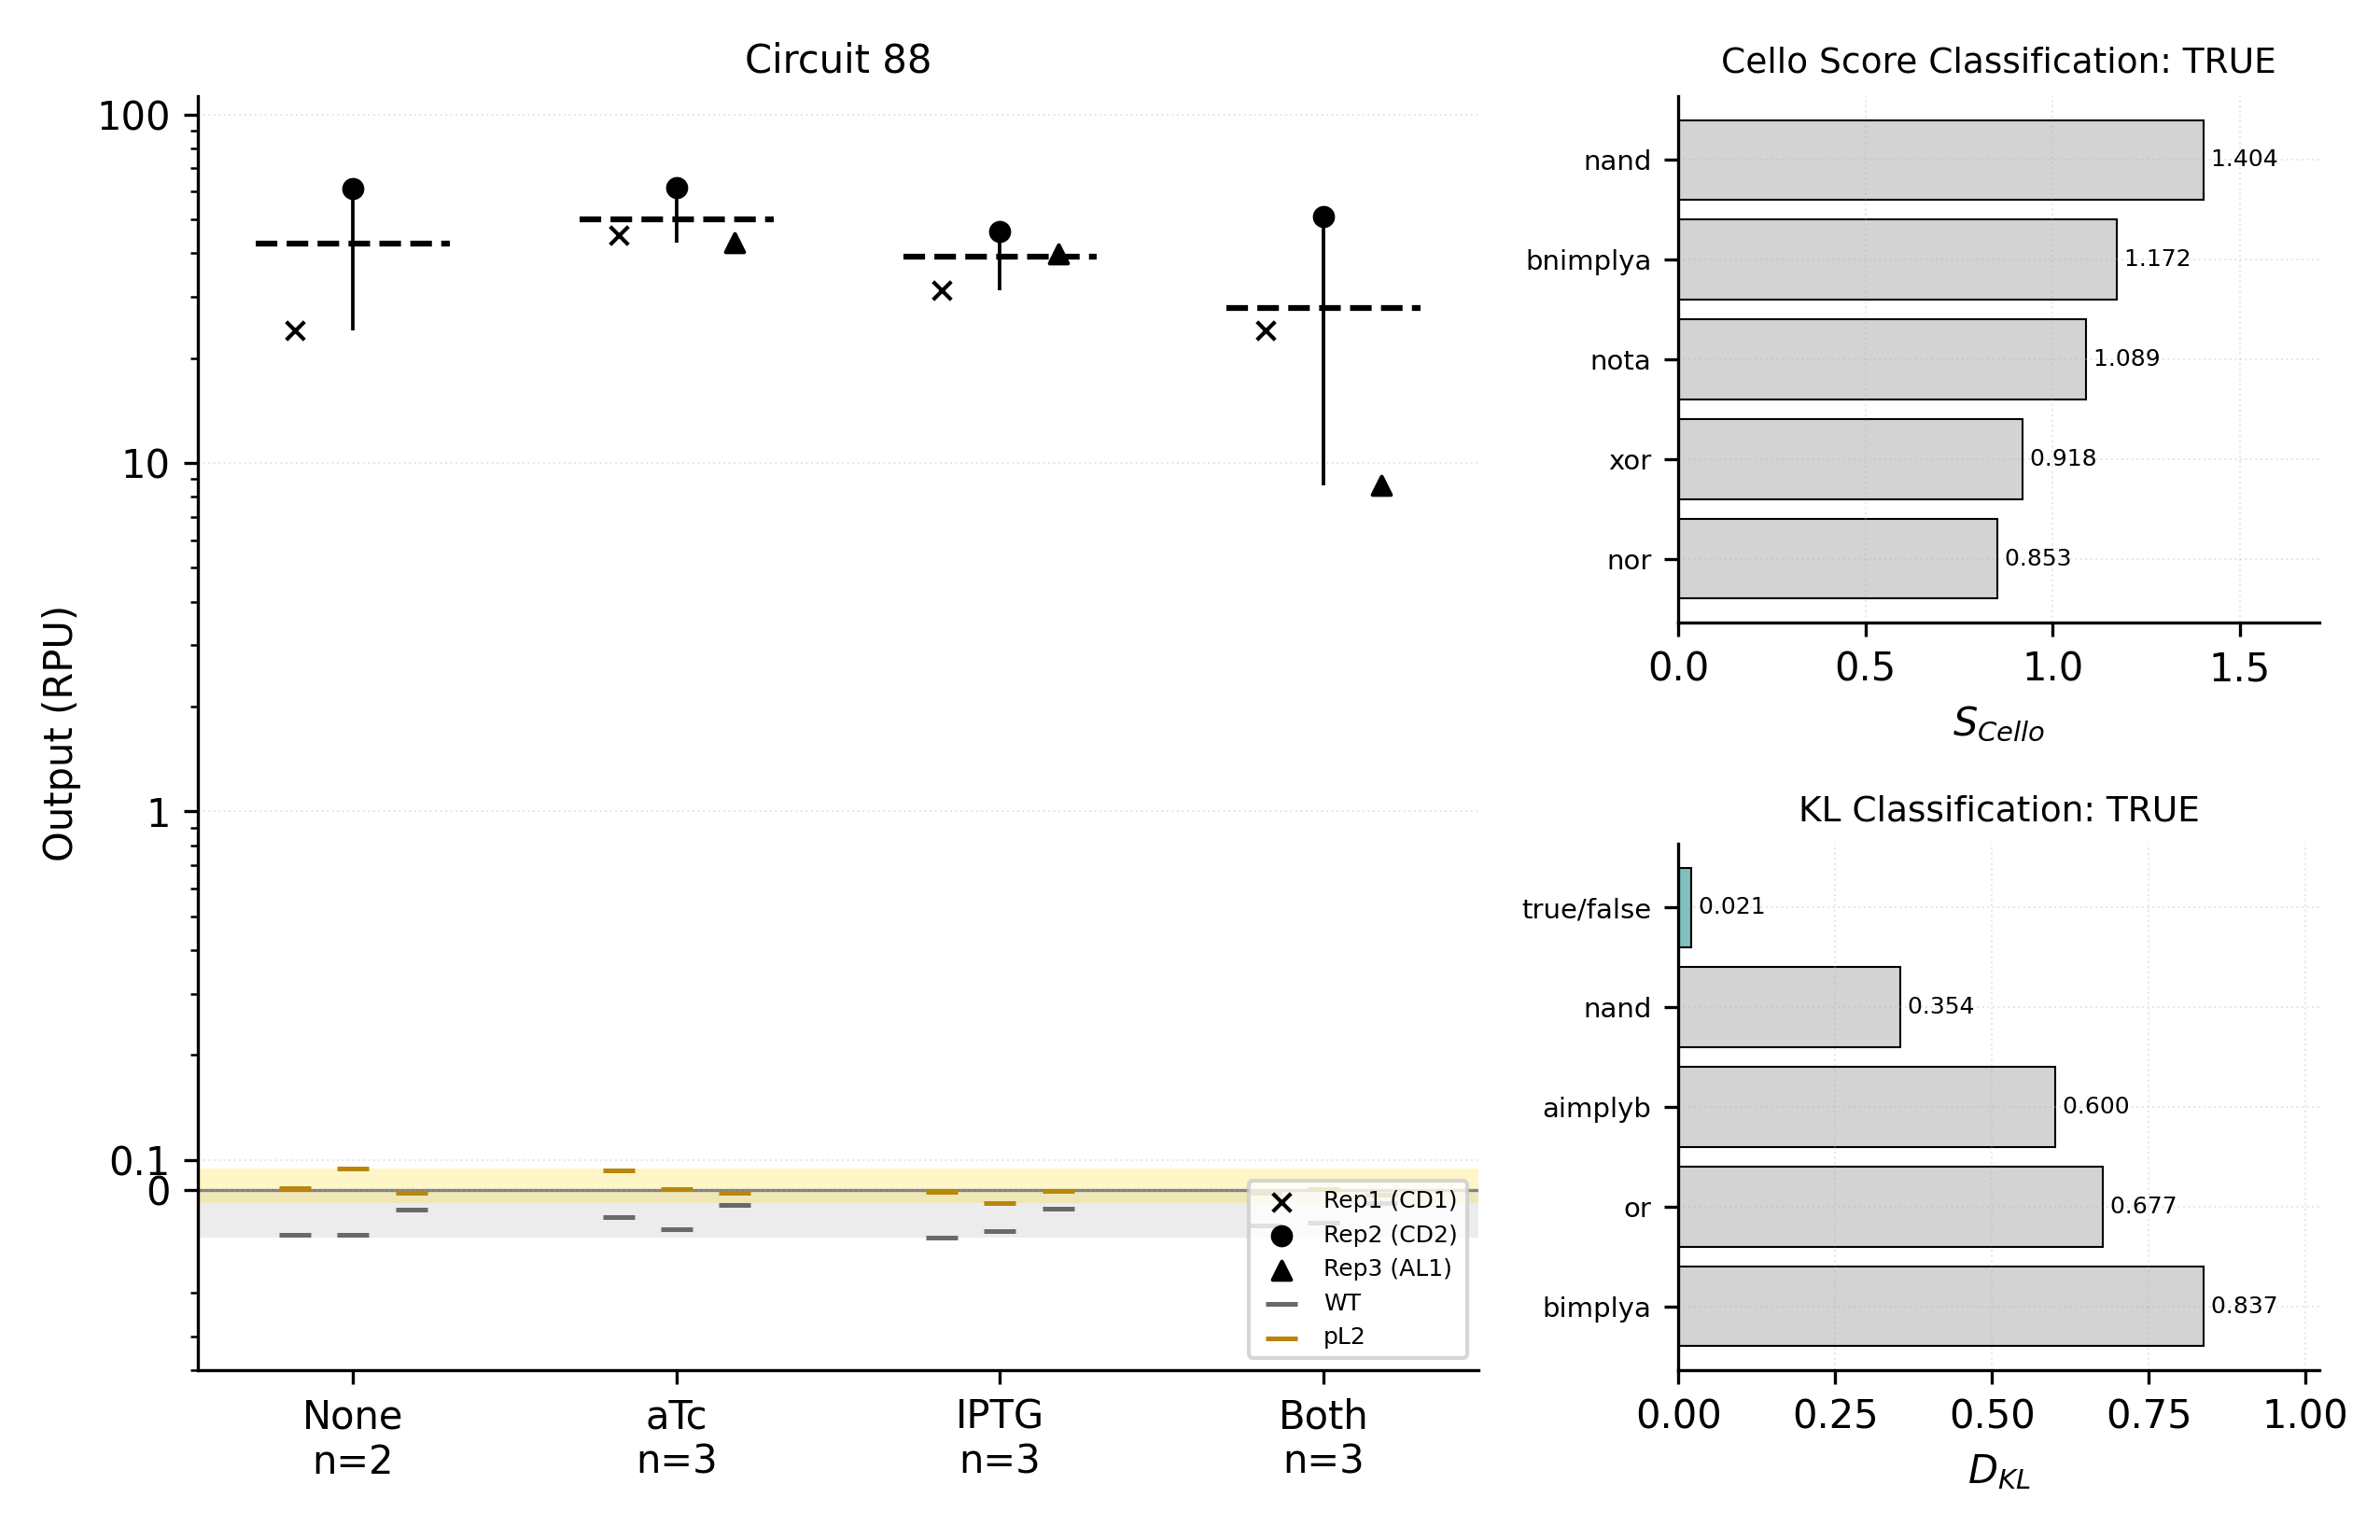 Circuit 88
Output (RPU)
100
10
1
0.1
0
None
n=2
aTc
n=3
IPTG
n=3
Both
n=3
Rep1 (CD1)
Rep2 (CD2)
Rep3 (AL1)
WT
pL2
Cello Score Classification: TRUE
nand
1.404
bnimplya
1.172
nota
1.089
xor
0.918
nor
0.853
0.0 0.5 1.0 1.5
S_Cello
KL Classification: TRUE
true/false
0.021
nand
0.354
aimplyb
0.600
or
0.677
bimplya
0.837
0.00 0.25 0.50 0.75 1.00
D_KL